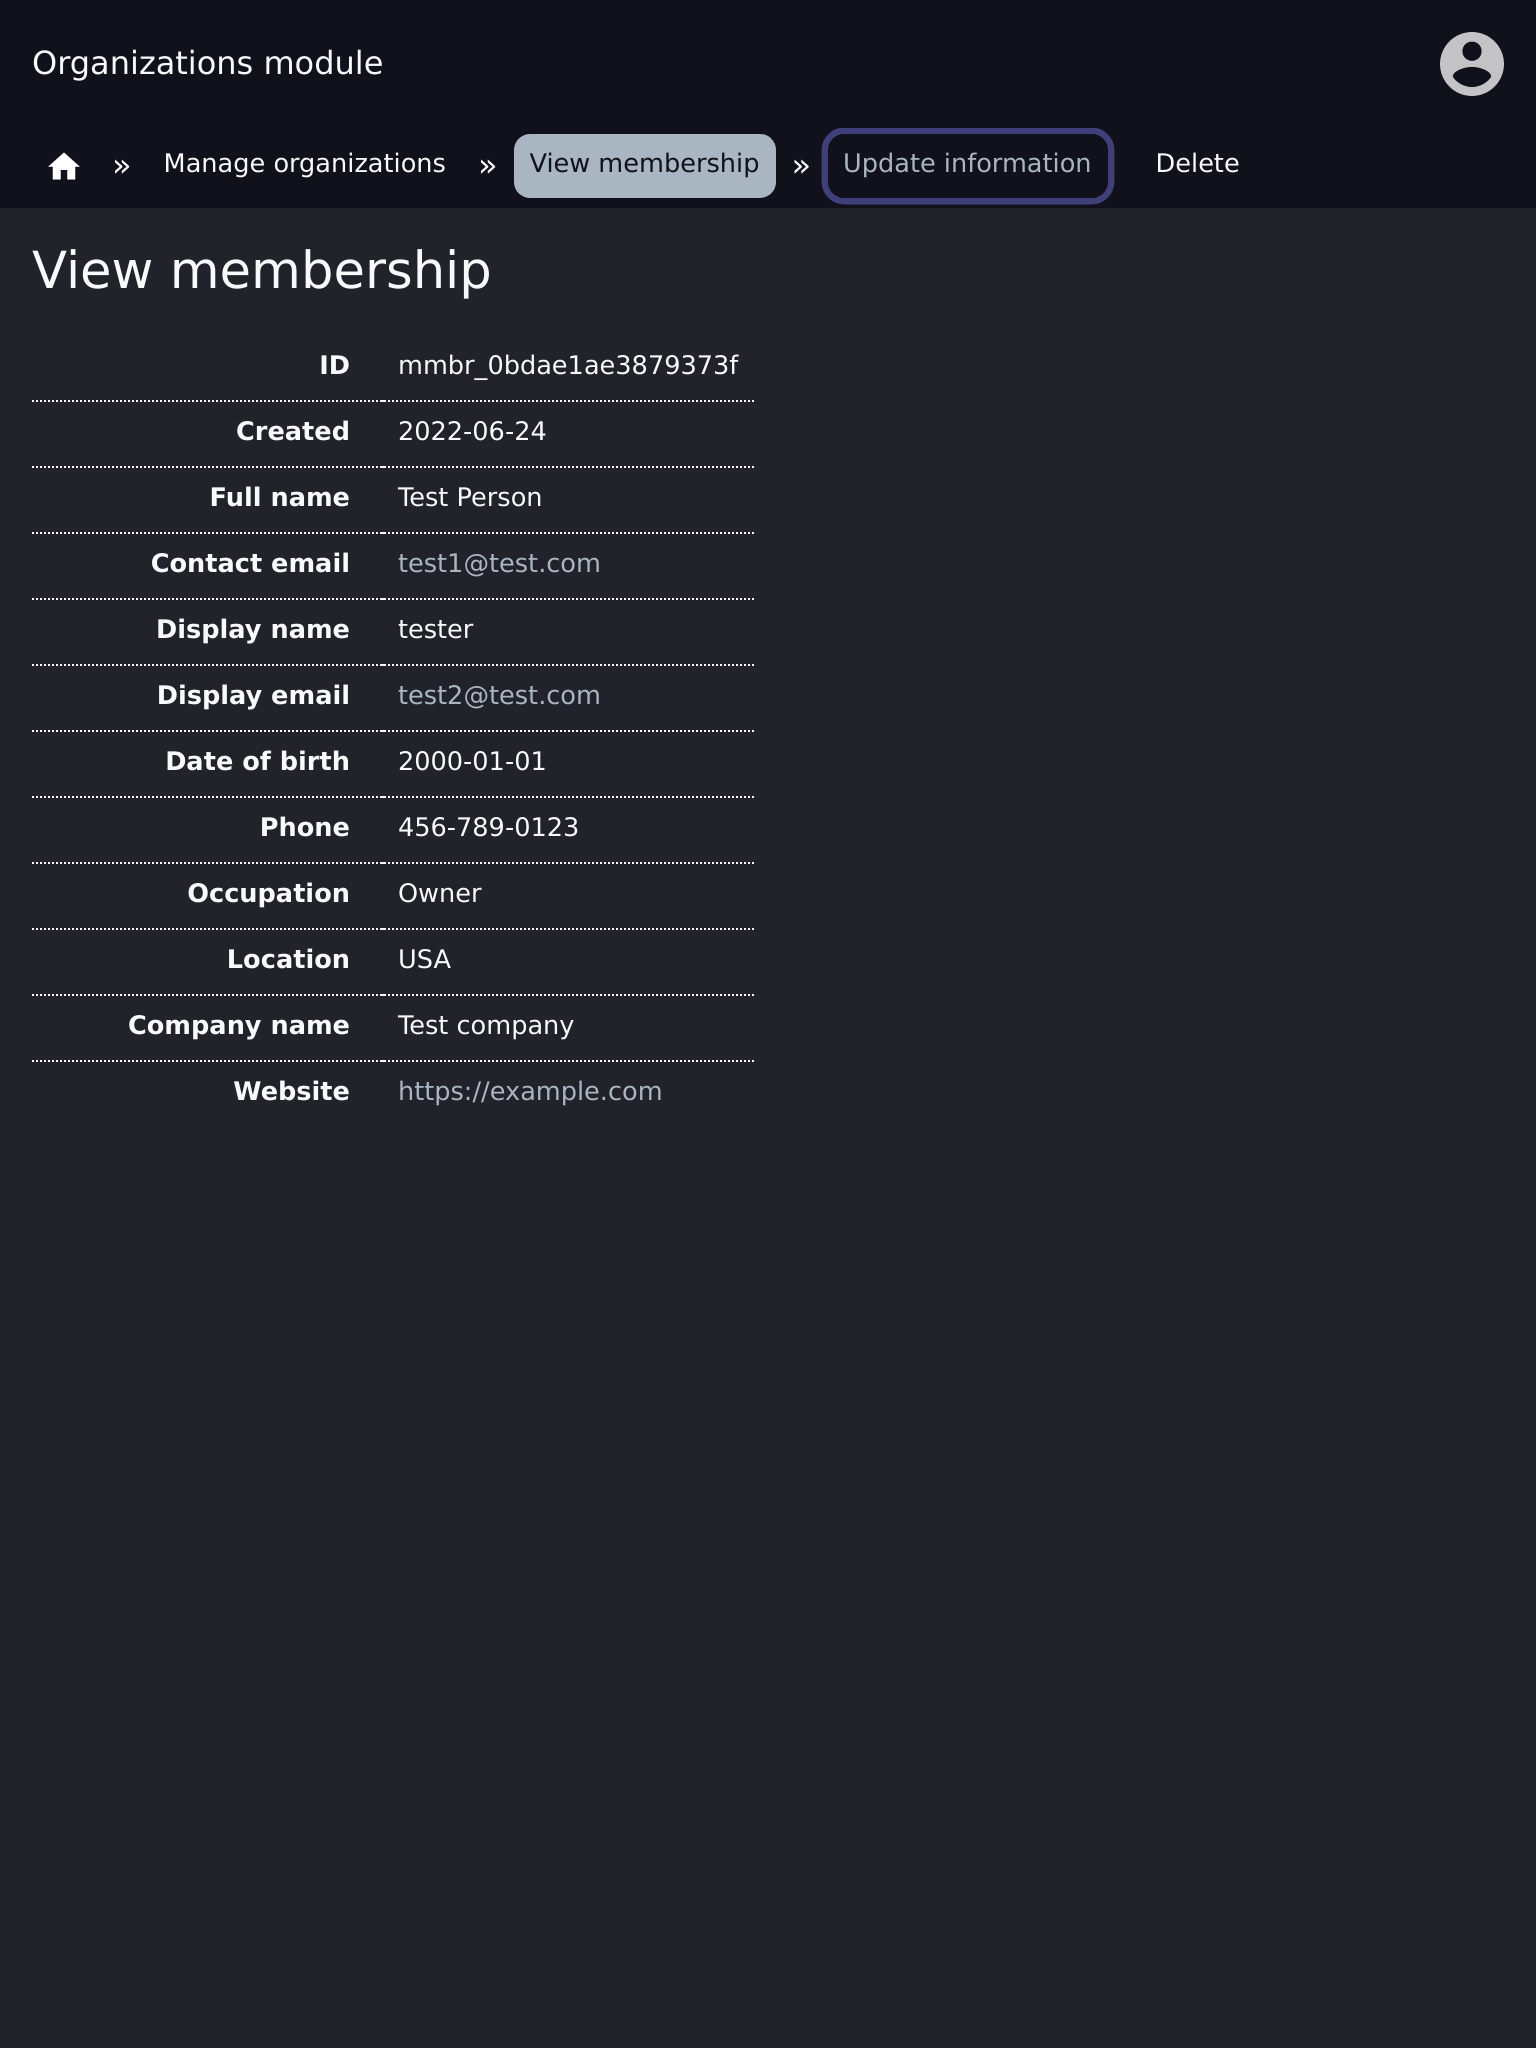 Organizations module
» Manage organizations » View membership » Update information Delete
View membership
ID mmbr_0bdae1ae3879373f
Created 2022-06-24
Full name Test Person
Contact email test1@test.com
Display name tester
Display email test2@test.com
Date of birth 2000-01-01
Phone 456-789-0123
Occupation Owner
Location USA
Company name Test company
Website https://example.com